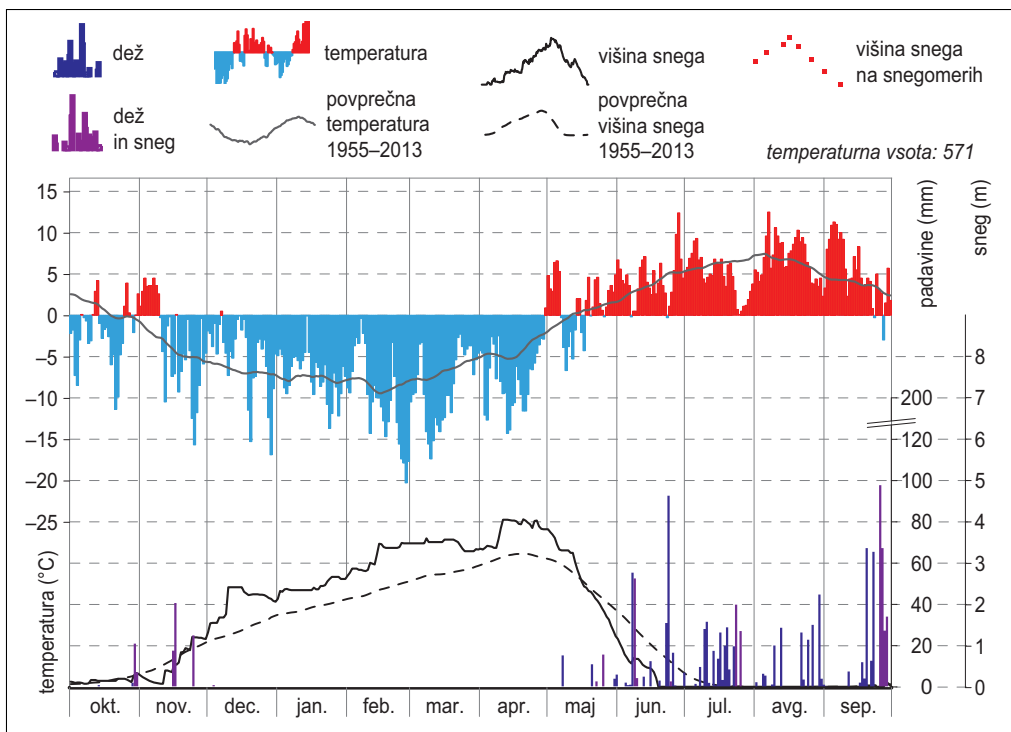 dež
temperatura
višina snega
višina snega
na snegomerih
dež
in sneg
povprečna
temperatura
1955–2013
povprečna
višina snega
1955–2013
temperaturna vsota: 571
15
10
5
0
–5
–10
–15
–20
–25
temperatura (°C)
padavine (mm)
200
120
100
80
60
40
20
0
sneg (m)
8
7
6
5
4
3
2
1
0
okt. nov. dec. jan. feb. mar. apr. maj jun. jul. avg. sep.